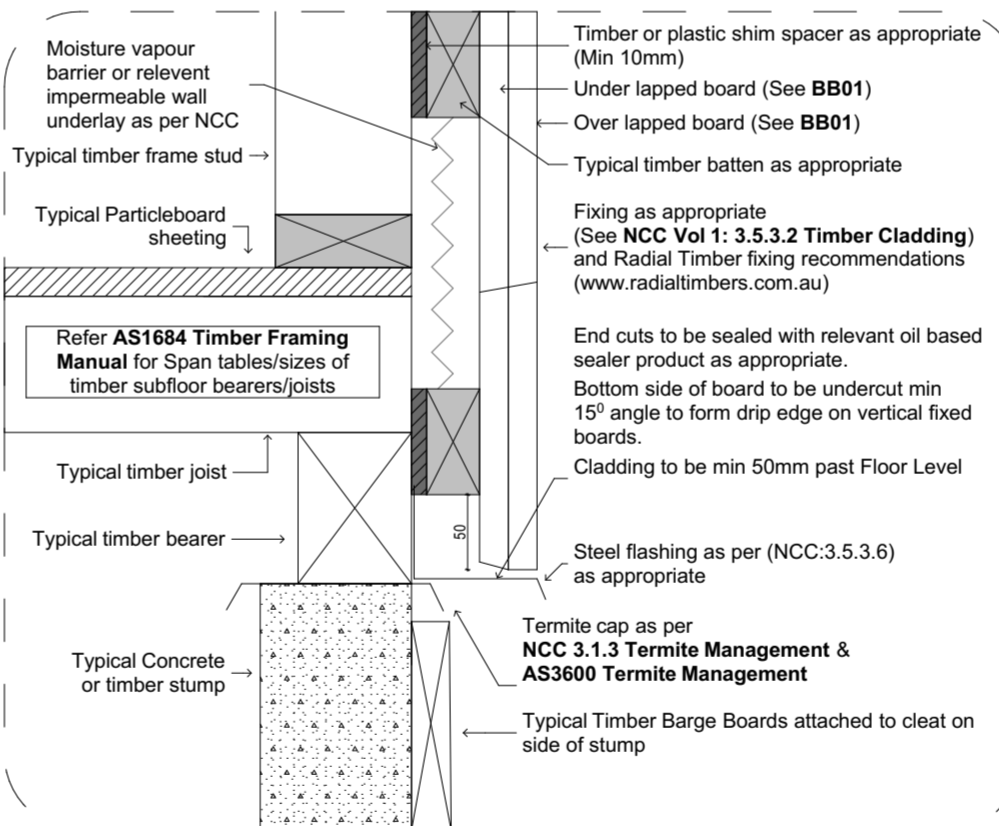 Moisture vapour
barrier or relevent
impermeable wall
underlay as per NCC
Typical timber frame stud
Typical Particleboard
sheeting
Refer AS1684 Timber Framing
Manual for Span tables/sizes of
timber subfloor bearers/joists
Typical timber joist
Typical timber bearer
Typical Concrete
or timber stump
50
Timber or plastic shim spacer as appropriate
(Min 10mm)
Under lapped board (See BB01)
Over lapped board (See BB01)
Typical timber batten as appropriate
Fixing as appropriate
(See NCC Vol 1: 3.5.3.2 Timber Cladding)
and Radial Timber fixing recommendations
(www.radialtimbers.com.au)
End cuts to be sealed with relevant oil based
sealer product as appropriate.
Bottom side of board to be undercut min
15⁰ angle to form drip edge on vertical fixed
boards.
Cladding to be min 50mm past Floor Level
Steel flashing as per (NCC:3.5.3.6)
as appropriate
Termite cap as per
NCC 3.1.3 Termite Management &
AS3600 Termite Management
Typical Timber Barge Boards attached to cleat on
side of stump